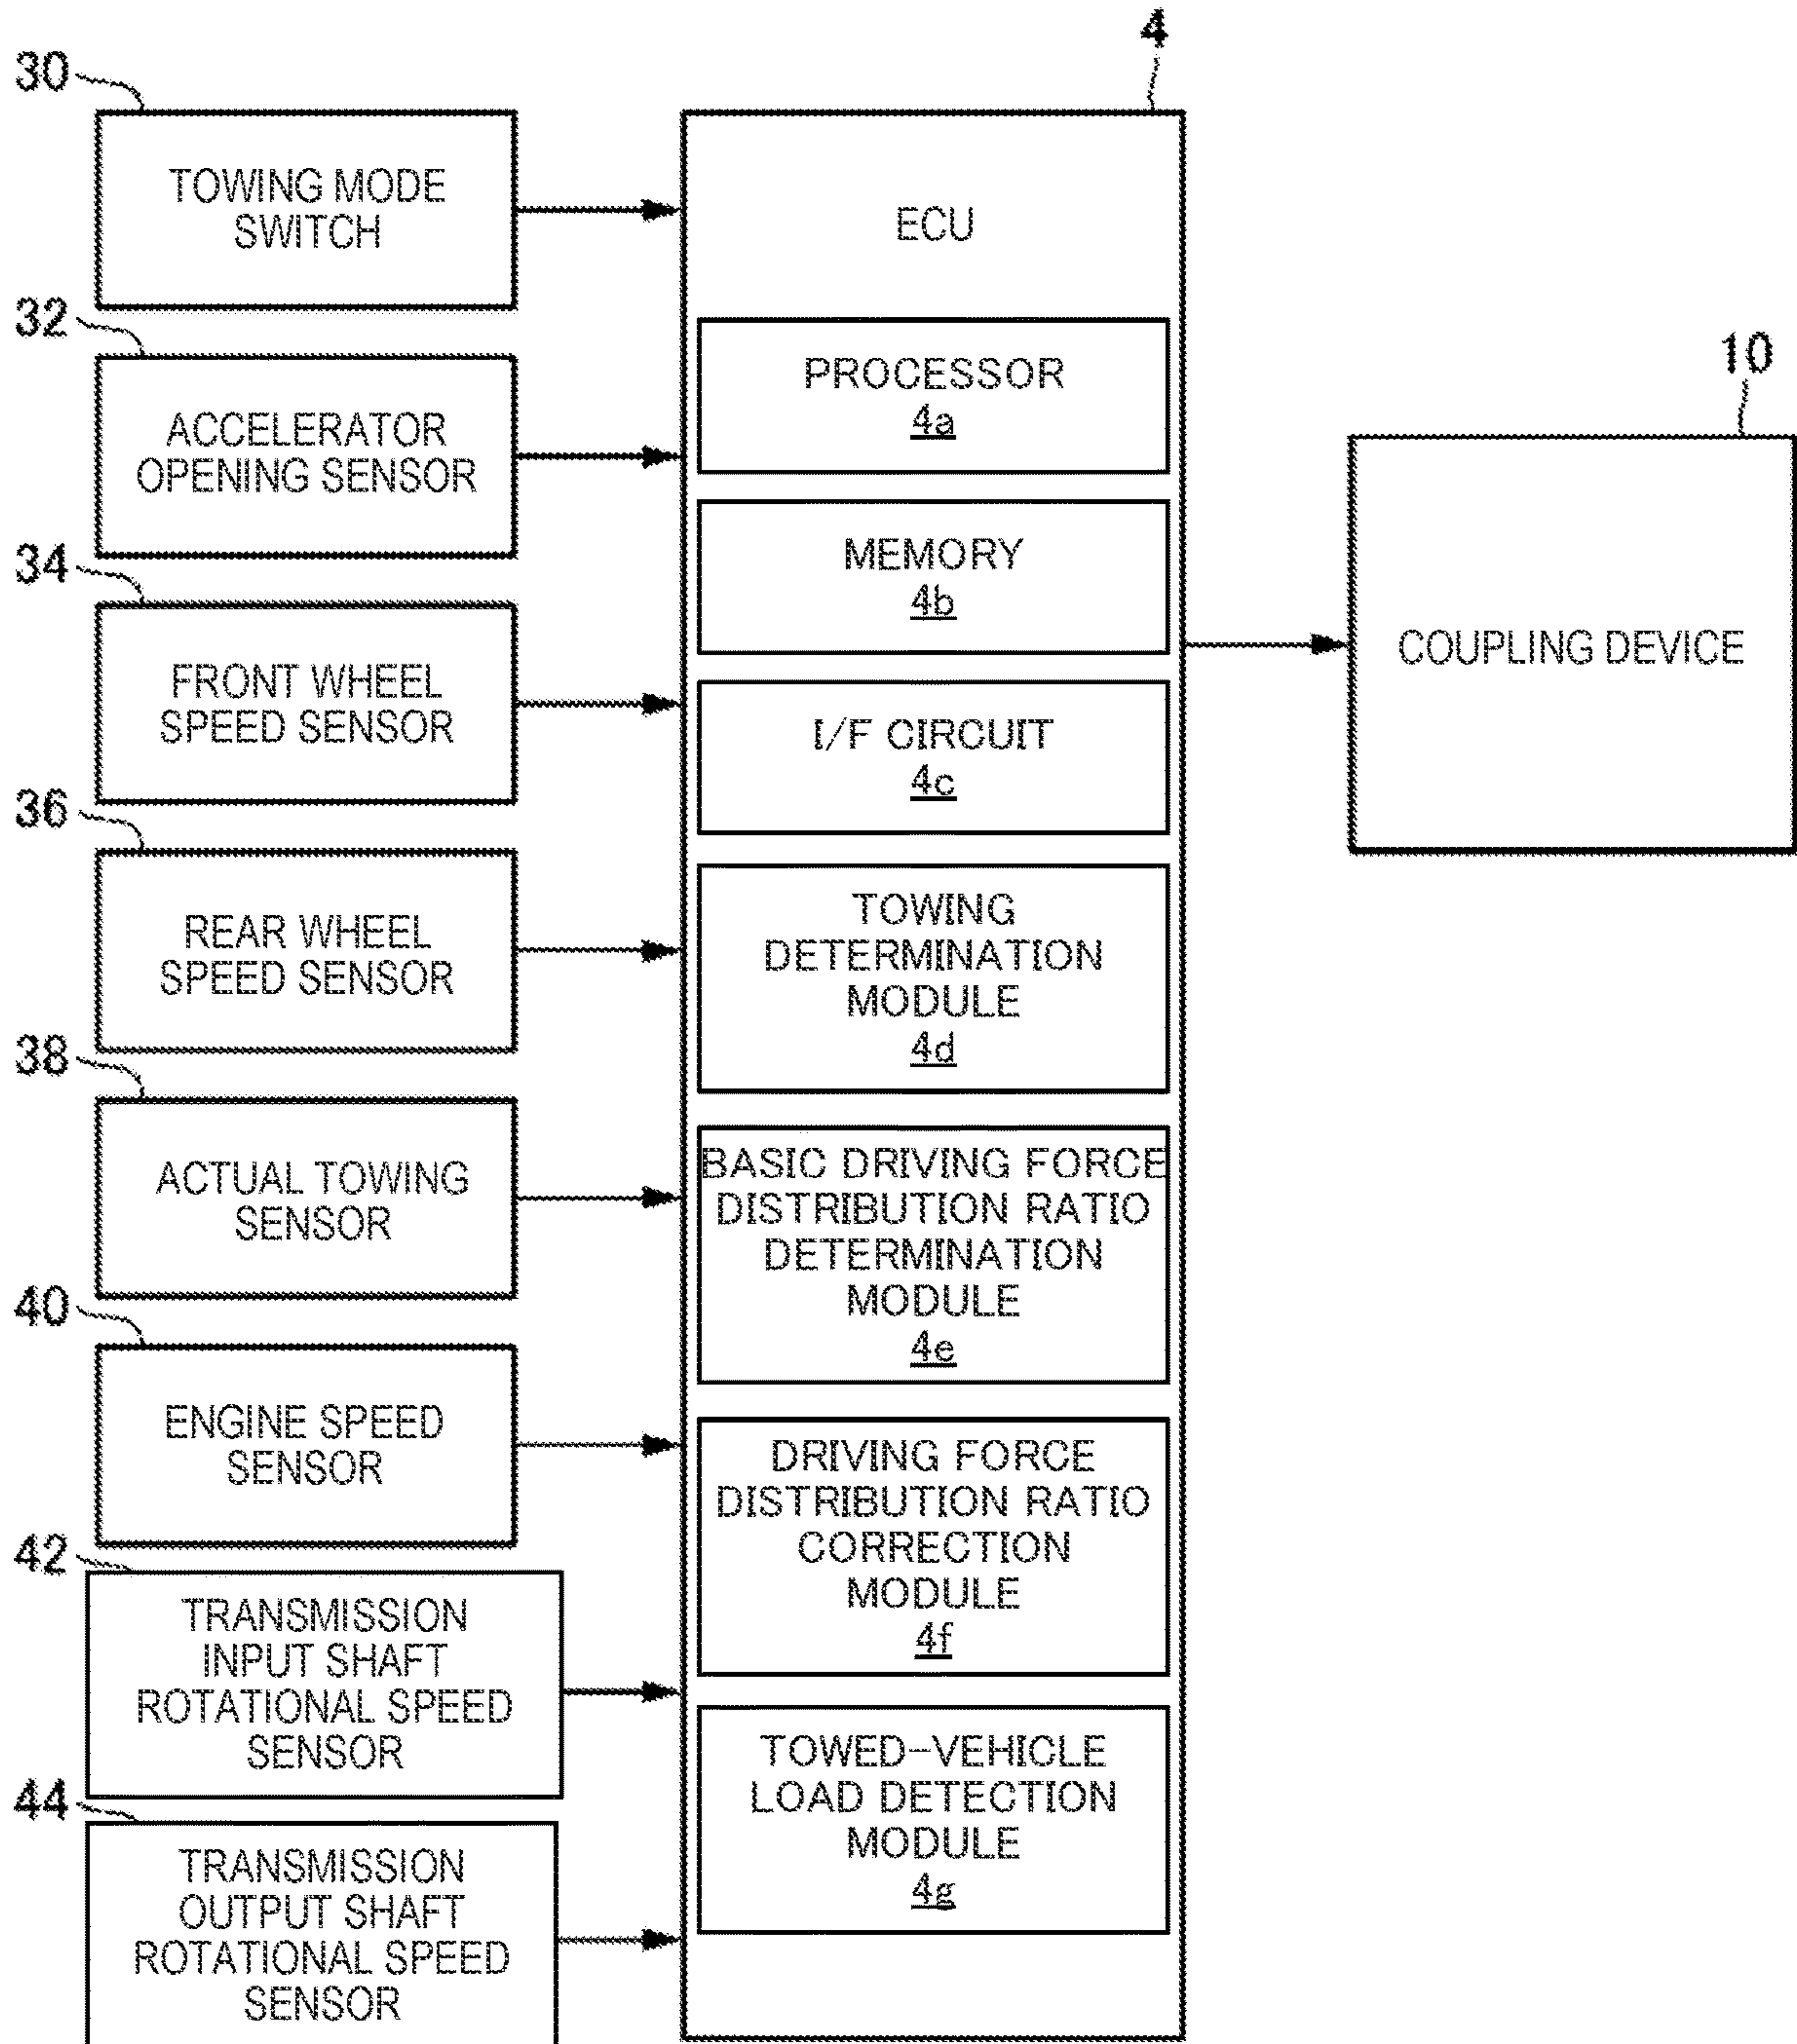 30
TOWING MODE
SWITCH
32
ACCELERATOR
OPENING SENSOR
34
FRONT WHEEL
SPEED SENSOR
36
REAR WHEEL
SPEED SENSOR
38
ACTUAL TOWING
SENSOR
40
ENGINE SPEED
SENSOR
42
TRANSMISSION
INPUT SHAFT
ROTATIONAL SPEED
SENSOR
44
TRANSMISSION
OUTPUT SHAFT
ROTATIONAL SPEED
SENSOR
4
ECU
PROCESSOR
4a
MEMORY
4b
I/F CIRCUIT
4c
TOWING
DETERMINATION
MODULE
4d
BASIC DRIVING FORCE
DISTRIBUTION RATIO
DETERMINATION
MODULE
4e
DRIVING FORCE
DISTRIBUTION RATIO
CORRECTION
MODULE
4f
TOWED-VEHICLE
LOAD DETECTION
MODULE
4g
10
COUPLING DEVICE